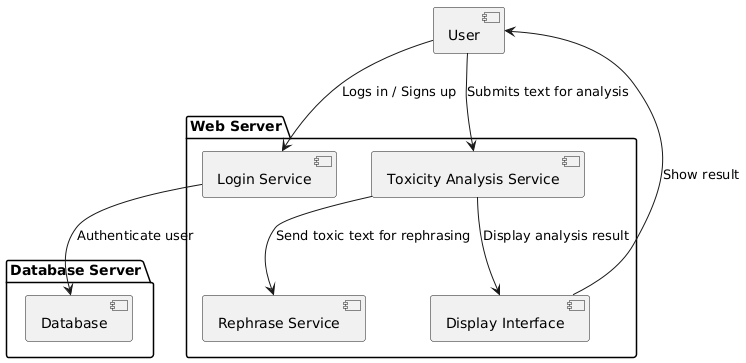 User
Logs in / Signs up
Submits text for analysis
Web Server
Login Service
Toxicity Analysis Service
Show result
Authenticate user
Send toxic text for rephrasing
Display analysis result
Database Server
Database
Rephrase Service
Display Interface